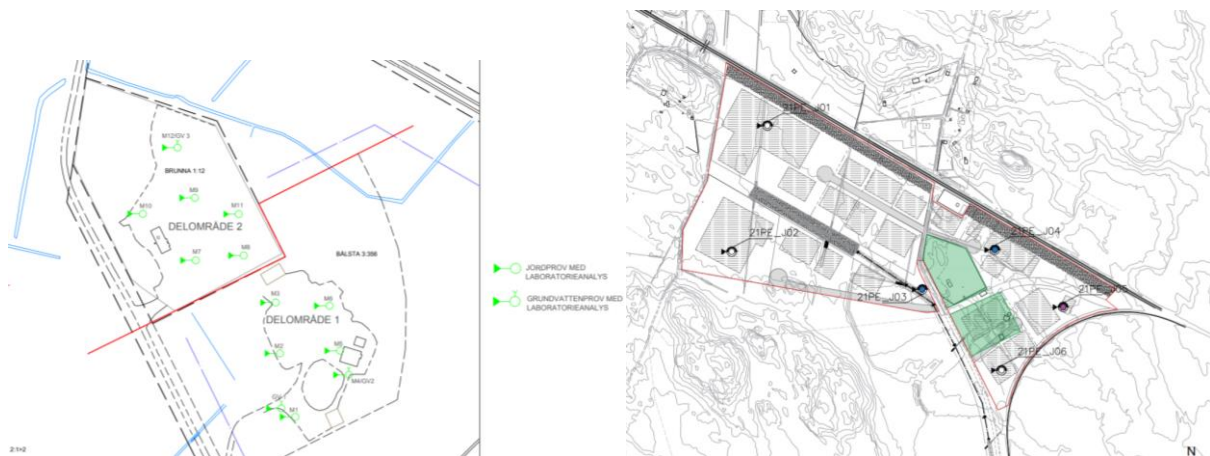 M12/GV 3
BRUNNA 1:12
M9
M10
M11
DELOMRÅDE 2
M7
M8
BÅLSTA 3:356
M3
M6
DELOMRÅDE 1
M2
M5
M4/GV2
M1
JORDPROV MED
LABORATORIEANALYS
GRUNDVATTENPROV MED
LABORATORIEANALYS
21PE_J01
21PE_J02
21PE_J04
21PE_J03
21PE_J05
21PE_J06
N